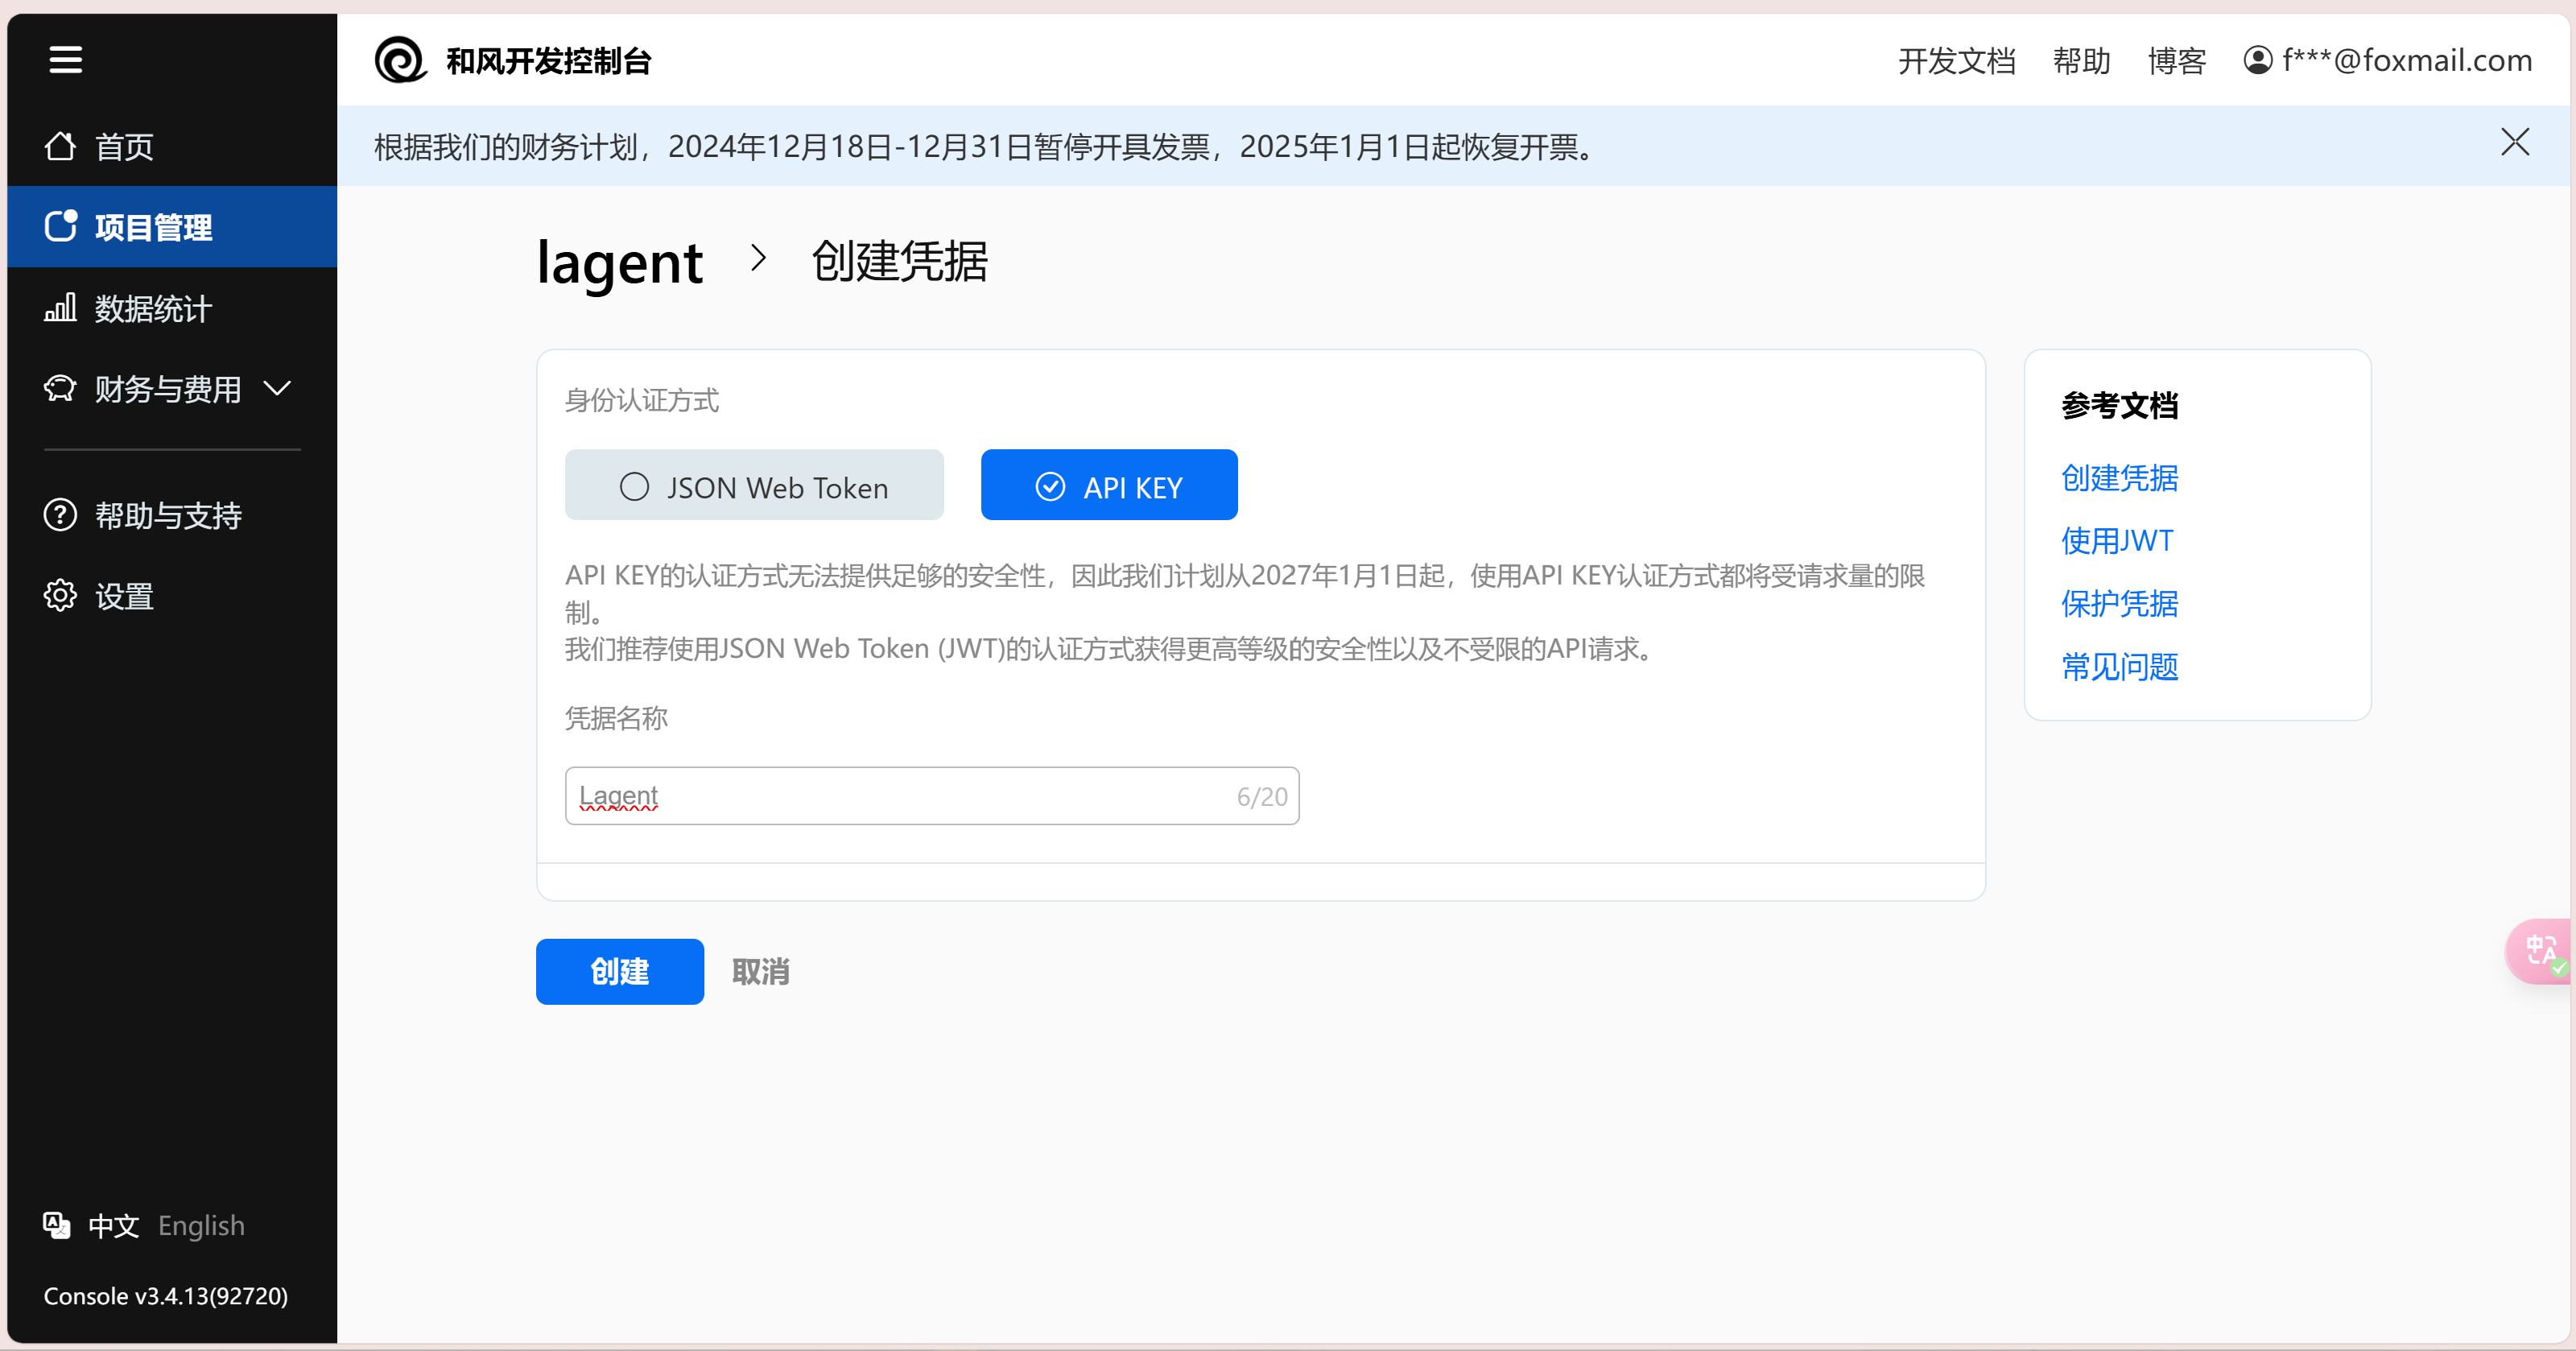 和风开发控制台
开发文档 帮助 博客 f***@foxmail.com
首页
项目管理
数据统计
财务与费用
帮助与支持
设置
中文 English
Console v3.4.13(92720)
根据我们的财务计划，2024年12月18日-12月31日暂停开具发票，2025年1月1日起恢复开票。
lagent > 创建凭据
身份认证方式
JSON Web Token API KEY
API KEY的认证方式无法提供足够的安全性，因此我们计划从2027年1月1日起，使用API KEY认证方式都将受请求量的限
制。
我们推荐使用JSON Web Token (JWT)的认证方式获得更高等级的安全性以及不受限的API请求。
凭据名称
Lagent 6/20
创建 取消
参考文档
创建凭据
使用JWT
保护凭据
常见问题